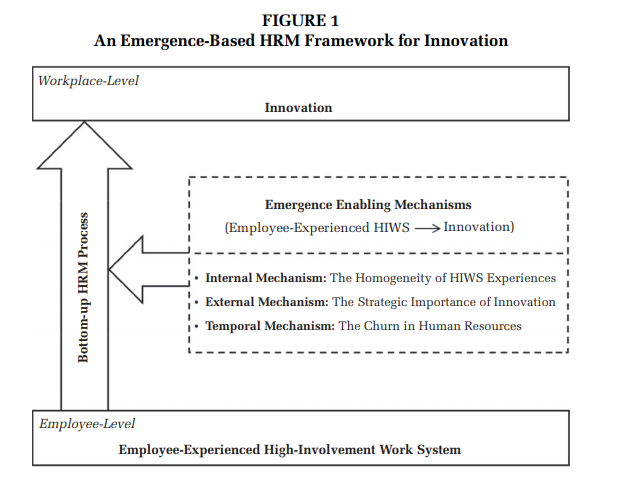 FIGURE 1
An Emergence-Based HRM Framework for Innovation
Workplace-Level
Innovation
Emergence Enabling Mechanisms
(Employee-Experienced HIWS → Innovation)
• Internal Mechanism: The Homogeneity of HIWS Experiences
• External Mechanism: The Strategic Importance of Innovation
• Temporal Mechanism: The Churn in Human Resources
Bottom-up HRM Process
Employee-Level
Employee-Experienced High-Involvement Work System